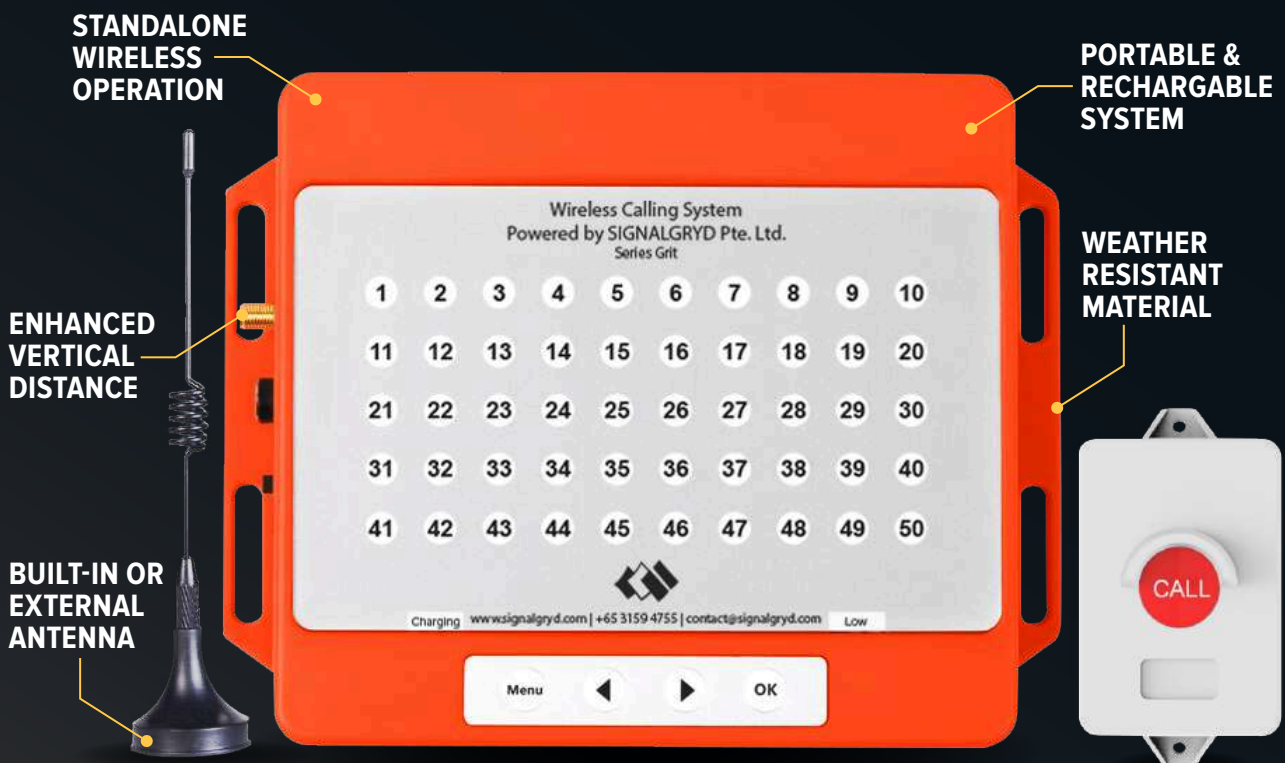 STANDALONE
WIRELESS
OPERATION
PORTABLE &
RECHARGABLE
SYSTEM
Wireless Calling System
Powered by SIGNALGRYD Pte. Ltd.
Series Grit
WEATHER
RESISTANT
MATERIAL
1 2 3 4 5 6 7 8 9 10
ENHANCED
VERTICAL
DISTANCE
11 12 13 14 15 16 17 18 19 20
21 22 23 24 25 26 27 28 29 30
31 32 33 34 35 36 37 38 39 40
41 42 43 44 45 46 47 48 49 50
BUILT-IN OR
EXTERNAL
ANTENNA
CALL
Charging www.signalgryd.com | +65 3159 4755 | contact@signalgryd.com Low
Menu OK